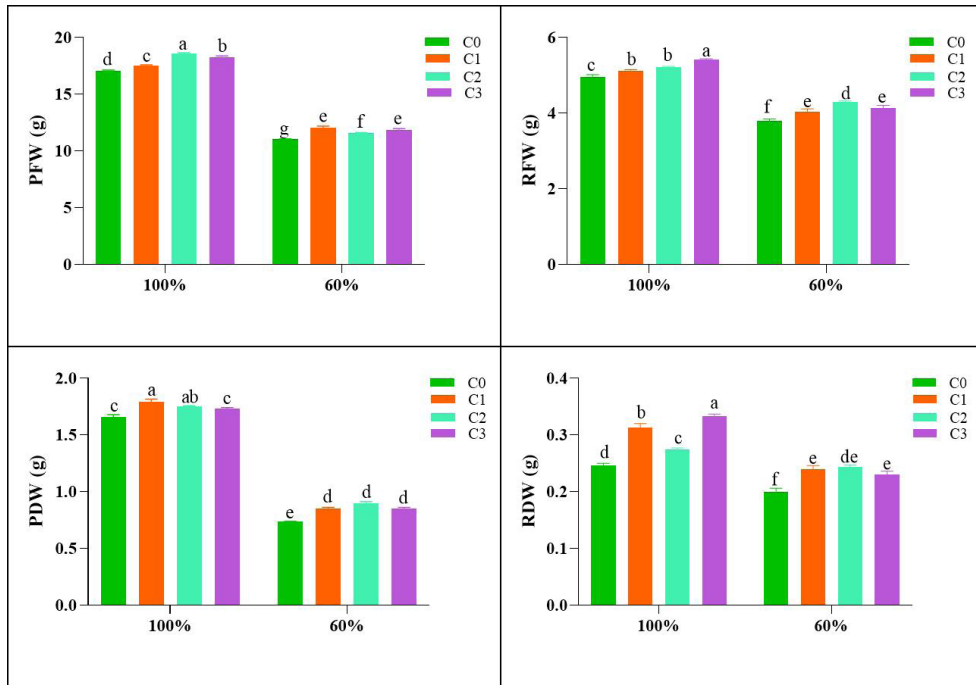 PFW (g)
20
15
10
5
0
d
c
a
b
g
e
f
e
100%
60%
C0
C1
C2
C3
RFW (g)
6
4
2
0
c
b
b
a
f
e
d
e
100%
60%
C0
C1
C2
C3
PDW (g)
2.0
1.5
1.0
0.5
0.0
c
a
ab
c
e
d
d
d
100%
60%
C0
C1
C2
C3
RDW (g)
0.4
0.3
0.2
0.1
0.0
d
b
c
a
f
e
de
e
100%
60%
C0
C1
C2
C3